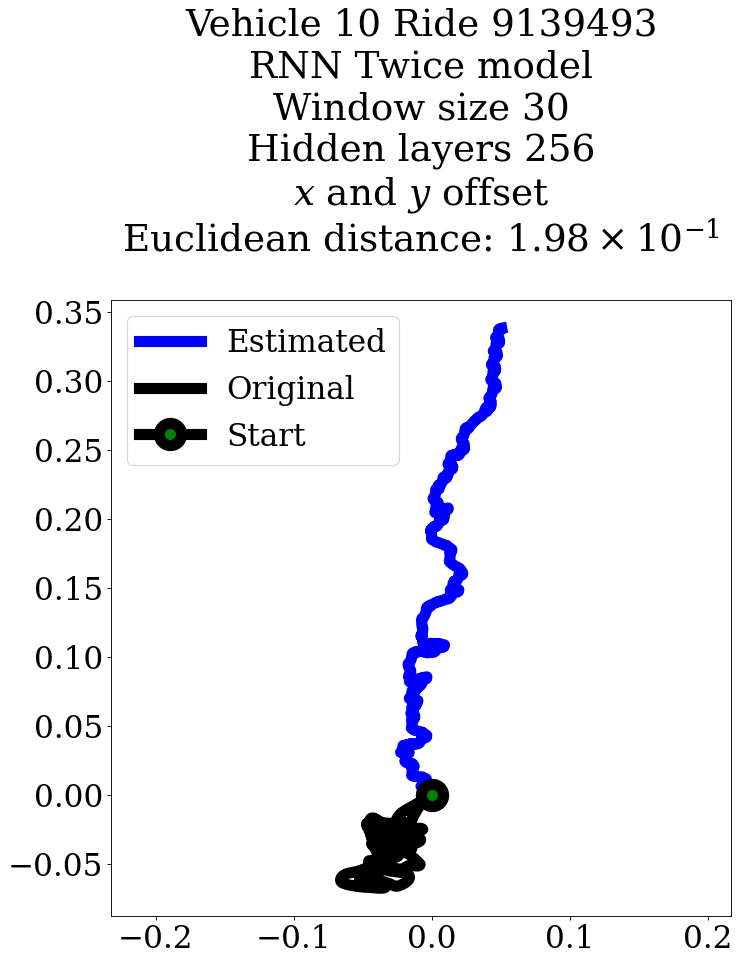 Vehicle 10 Ride 9139493
RNN Twice model
Window size 30
Hidden layers 256
x and y offset
Euclidean distance: 1.98 × 10⁻¹
Estimated
Original
Start
0.35
0.30
0.25
0.20
0.15
0.10
0.05
0.00
−0.05
−0.2 −0.1 0.0 0.1 0.2